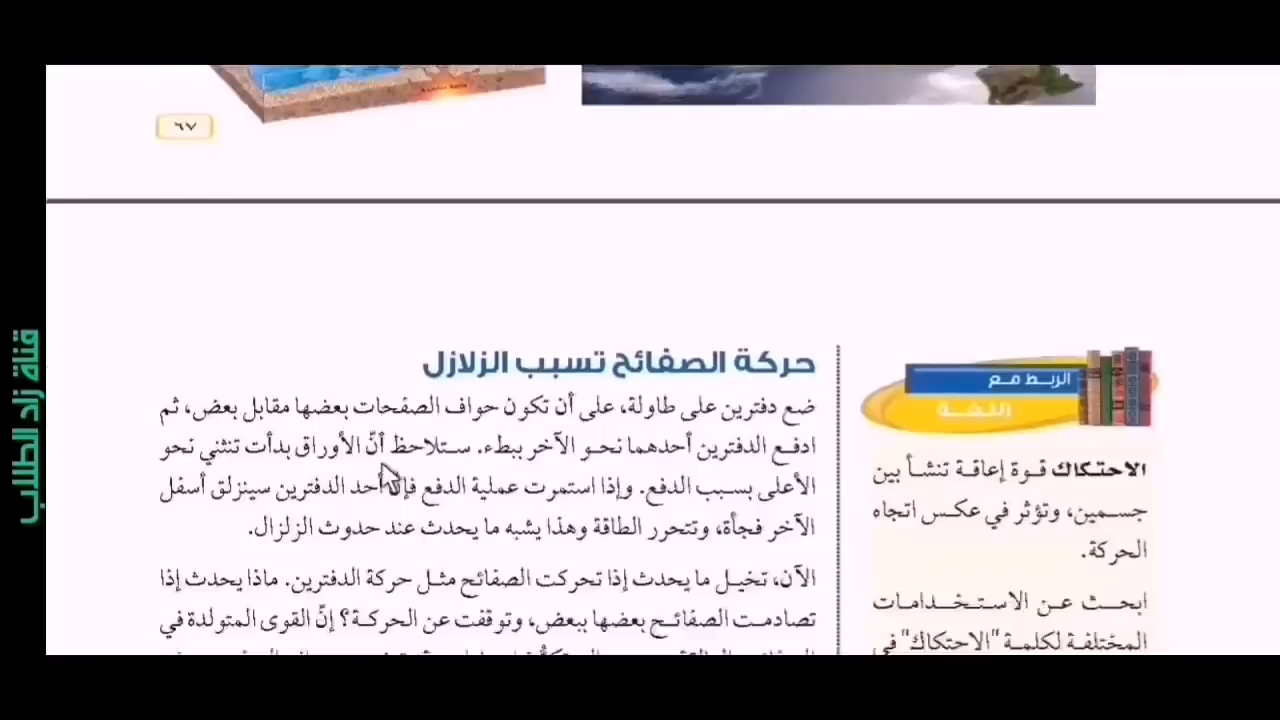 ٦٧
حركة الصفائح تسبب الزلازل
ضع دفترين على طاولة، على أن تكون حواف الصفحات بعضها مقابل بعض، ثم
ادفع الدفترين أحدهما نحو الآخر ببطء. ستلاحظ أنّ الأوراق بدأت تنثني نحو
الأعلى بسبب الدفع. وإذا استمرت عملية الدفع فإن أحد الدفترين سينزلق أسفل
الآخر فجأة، وتتحرر الطاقة وهذا يشبه ما يحدث عند حدوث الزلزال.
الآن، تخيل ما يحدث إذا تحركت الصفائح مثل حركة الدفترين. ماذا يحدث إذا
تصادمت الصفائح بعضها ببعض، وتوقفت عن الحركة؟ إنّ القوى المتولدة في
الربط مع
اللغة
الاحتكاك قوة إعاقة تنشأ بين
جسمين، وتؤثر في عكس اتجاه
الحركة.
ابحث عن الاستخدامات
المختلفة لكلمة "الاحتكاك" في
قناة زاد الطلاب